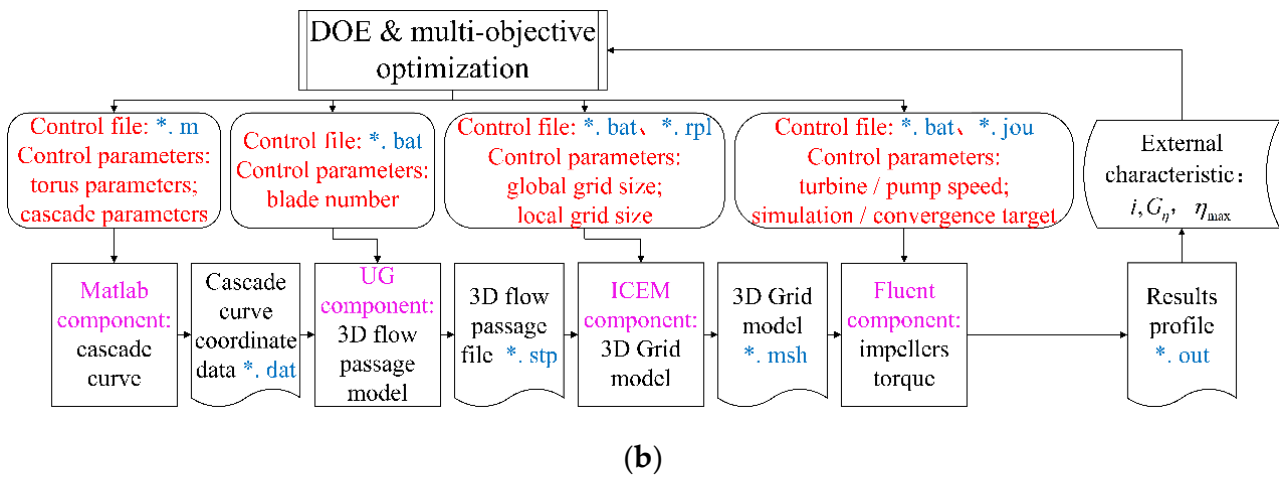 DOE & multi-objective
optimization
Control file: *. m
Control parameters:
torus parameters;
cascade parameters
Control file: *. bat
Control parameters:
blade number
Control file: *. bat、*. rpl
Control parameters:
global grid size;
local grid size
Control file: *. bat、*. jou
Control parameters:
turbine / pump speed;
simulation / convergence target
External
characteristic：
i, Gη， ηmax
Matlab
component:
cascade
curve
Cascade
curve
coordinate
data *. dat
UG
component:
3D flow
passage
model
3D flow
passage
file *. stp
ICEM
component:
3D Grid
model
3D Grid
model
*. msh
Fluent
component:
impellers
torque
Results
profile
*. out
(b)